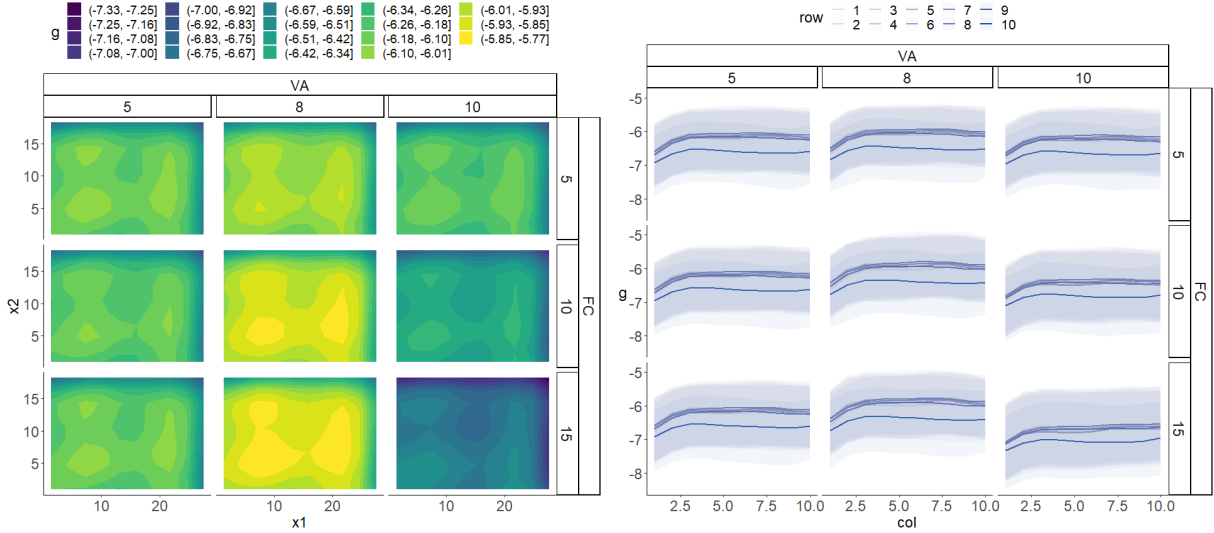 (-7.33, -7.25] (-7.00, -6.92] (-6.67, -6.59] (-6.34, -6.26] (-6.01, -5.93]
g (-7.25, -7.16] (-6.92, -6.83] (-6.59, -6.51] (-6.26, -6.18] (-5.93, -5.85]
(-7.16, -7.08] (-6.83, -6.75] (-6.51, -6.42] (-6.18, -6.10] (-5.85, -5.77]
(-7.08, -7.00] (-6.75, -6.67] (-6.42, -6.34] (-6.10, -6.01]
VA
5 8 10
15
10
5
5
15
10
5
10
15
10
5
15
x2
FC
10 20 10 20 10 20
x1
row 1 3 5 7 9
2 4 6 8 10
VA
5 8 10
-5
-6
-7
-8
5
-5
-6
-7
-8
10
-5
-6
-7
-8
15
g
FC
2.5 5.0 7.5 10.0 2.5 5.0 7.5 10.0 2.5 5.0 7.5 10.0
col